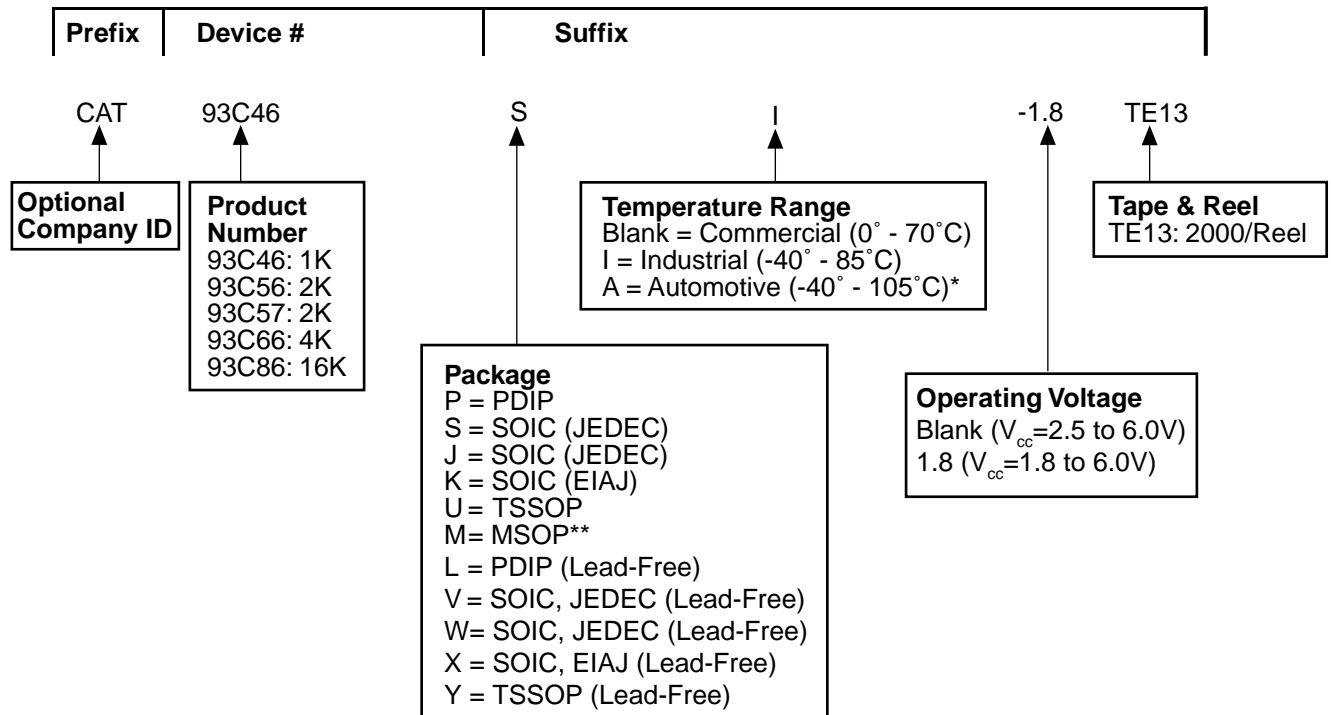 Prefix Device # Suffix
CAT 93C46 S I -1.8 TE13
Optional
Company ID
Product
Number
93C46: 1K
93C56: 2K
93C57: 2K
93C66: 4K
93C86: 16K
Temperature Range
Blank = Commercial (0˚ - 70˚C)
I = Industrial (-40˚ - 85˚C)
A = Automotive (-40˚ - 105˚C)*
Tape & Reel
TE13: 2000/Reel
Package
P = PDIP
S = SOIC (JEDEC)
J = SOIC (JEDEC)
K = SOIC (EIAJ)
U = TSSOP
M= MSOP**
L = PDIP (Lead-Free)
V = SOIC, JEDEC (Lead-Free)
W= SOIC, JEDEC (Lead-Free)
X = SOIC, EIAJ (Lead-Free)
Y = TSSOP (Lead-Free)
Operating Voltage
Blank (Vcc=2.5 to 6.0V)
1.8 (Vcc=1.8 to 6.0V)